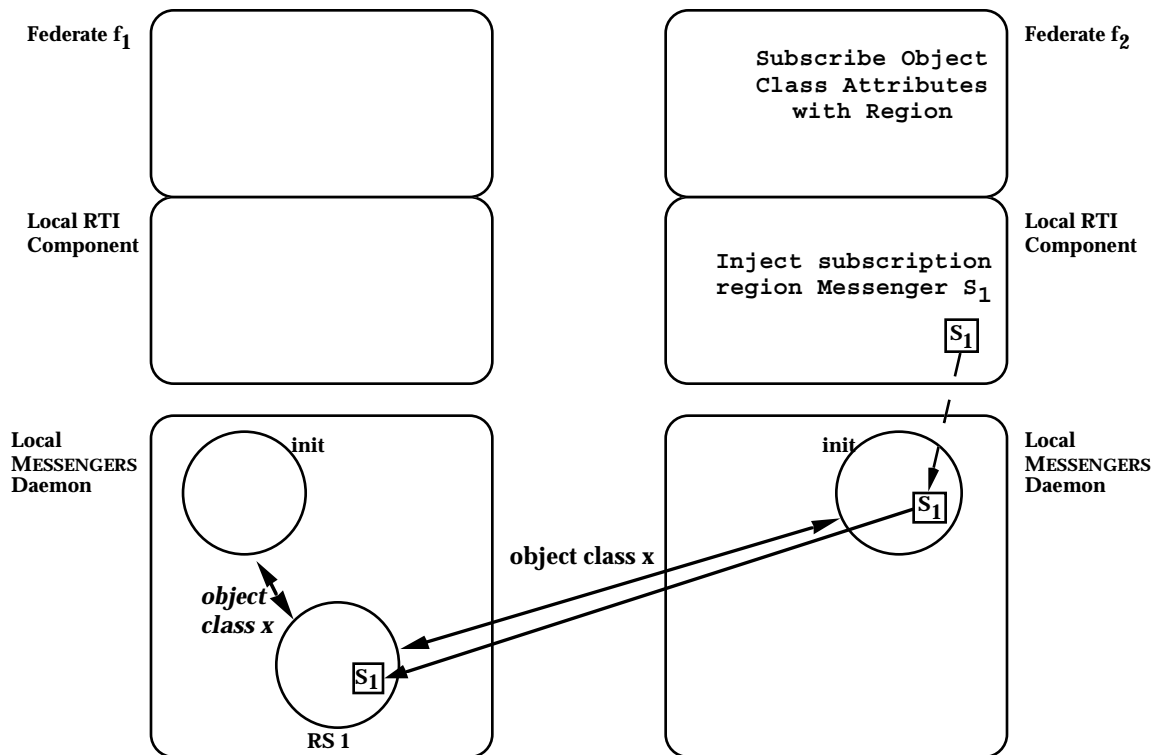 Federate f1
Federate f2
Subscribe Object
Class Attributes
with Region
Local RTI
Component
Local RTI
Component
Inject subscription
region Messenger S1
S1
Local
MESSENGERS
Daemon
Local
MESSENGERS
Daemon
init
init
S1
object class x
object
class x
S1
RS 1